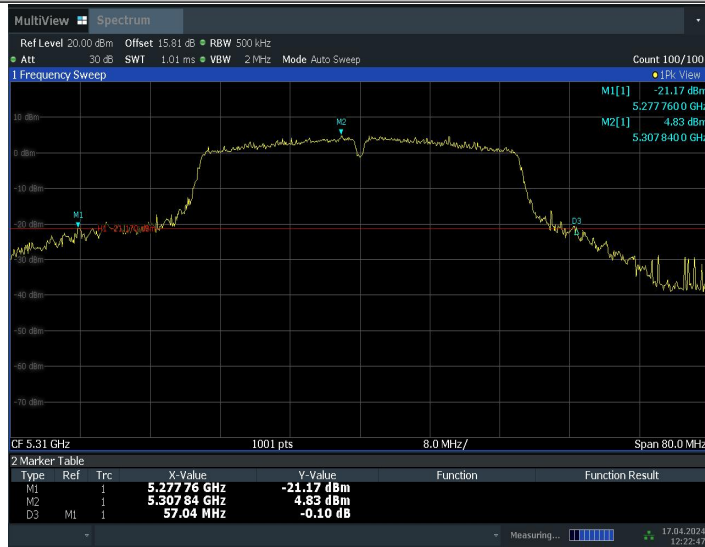 MultiView Spectrum
Ref Level 20.00 dBm Offset 15.81 dB RBW 500 kHz
Att 30 dB SWT 1.01 ms VBW 2 MHz Mode Auto Sweep Count 100/100
1 Frequency Sweep 1Pk View
M1[1] -21.17 dBm
5.2777600 GHz
M2[1] 4.83 dBm
5.3078400 GHz
10 dBm
M2
0 dBm
-10 dBm
M1
-20 dBm
H1 -21.170 dBm
D3
-30 dBm
-40 dBm
-50 dBm
-60 dBm
-70 dBm
CF 5.31 GHz 1001 pts 8.0 MHz/ Span 80.0 MHz
2 Marker Table
Type Ref Trc X-Value Y-Value Function Function Result
M1 1 5.277 76 GHz -21.17 dBm
M2 1 5.307 84 GHz 4.83 dBm
D3 M1 1 57.04 MHz -0.10 dB
Measuring... 17.04.2024
12:22:47